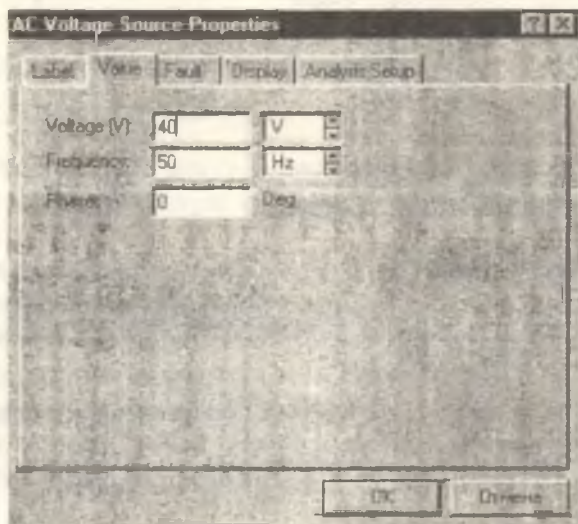 AC Voltage Source Properties
Label Value Fault Display Analysis Setup
Voltage (V): 40 V
Frequency: 50 Hz
Phase: 0 Deg
OK Отмена